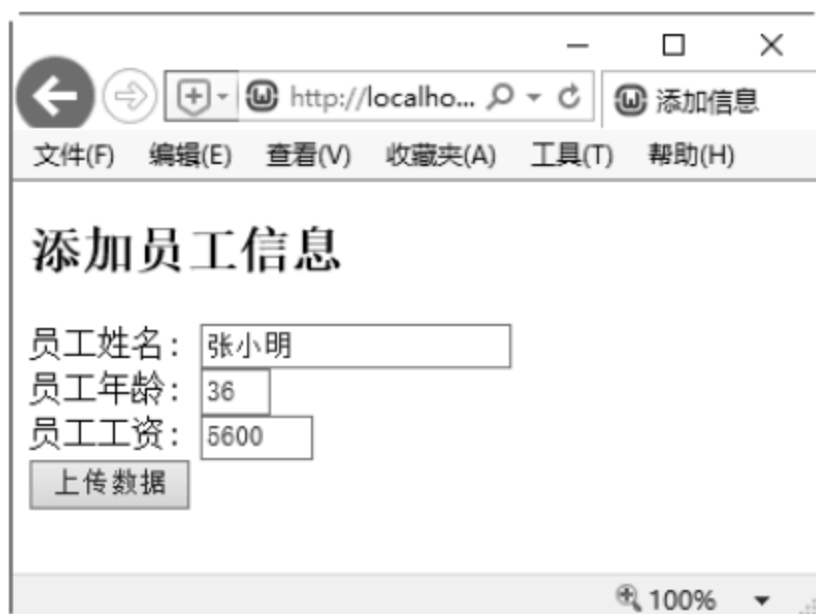 http://localho... 添加信息
文件(F) 编辑(E) 查看(V) 收藏夹(A) 工具(T) 帮助(H)
添加员工信息
员工姓名： 张小明
员工年龄： 36
员工工资： 5600
上传数据
100%